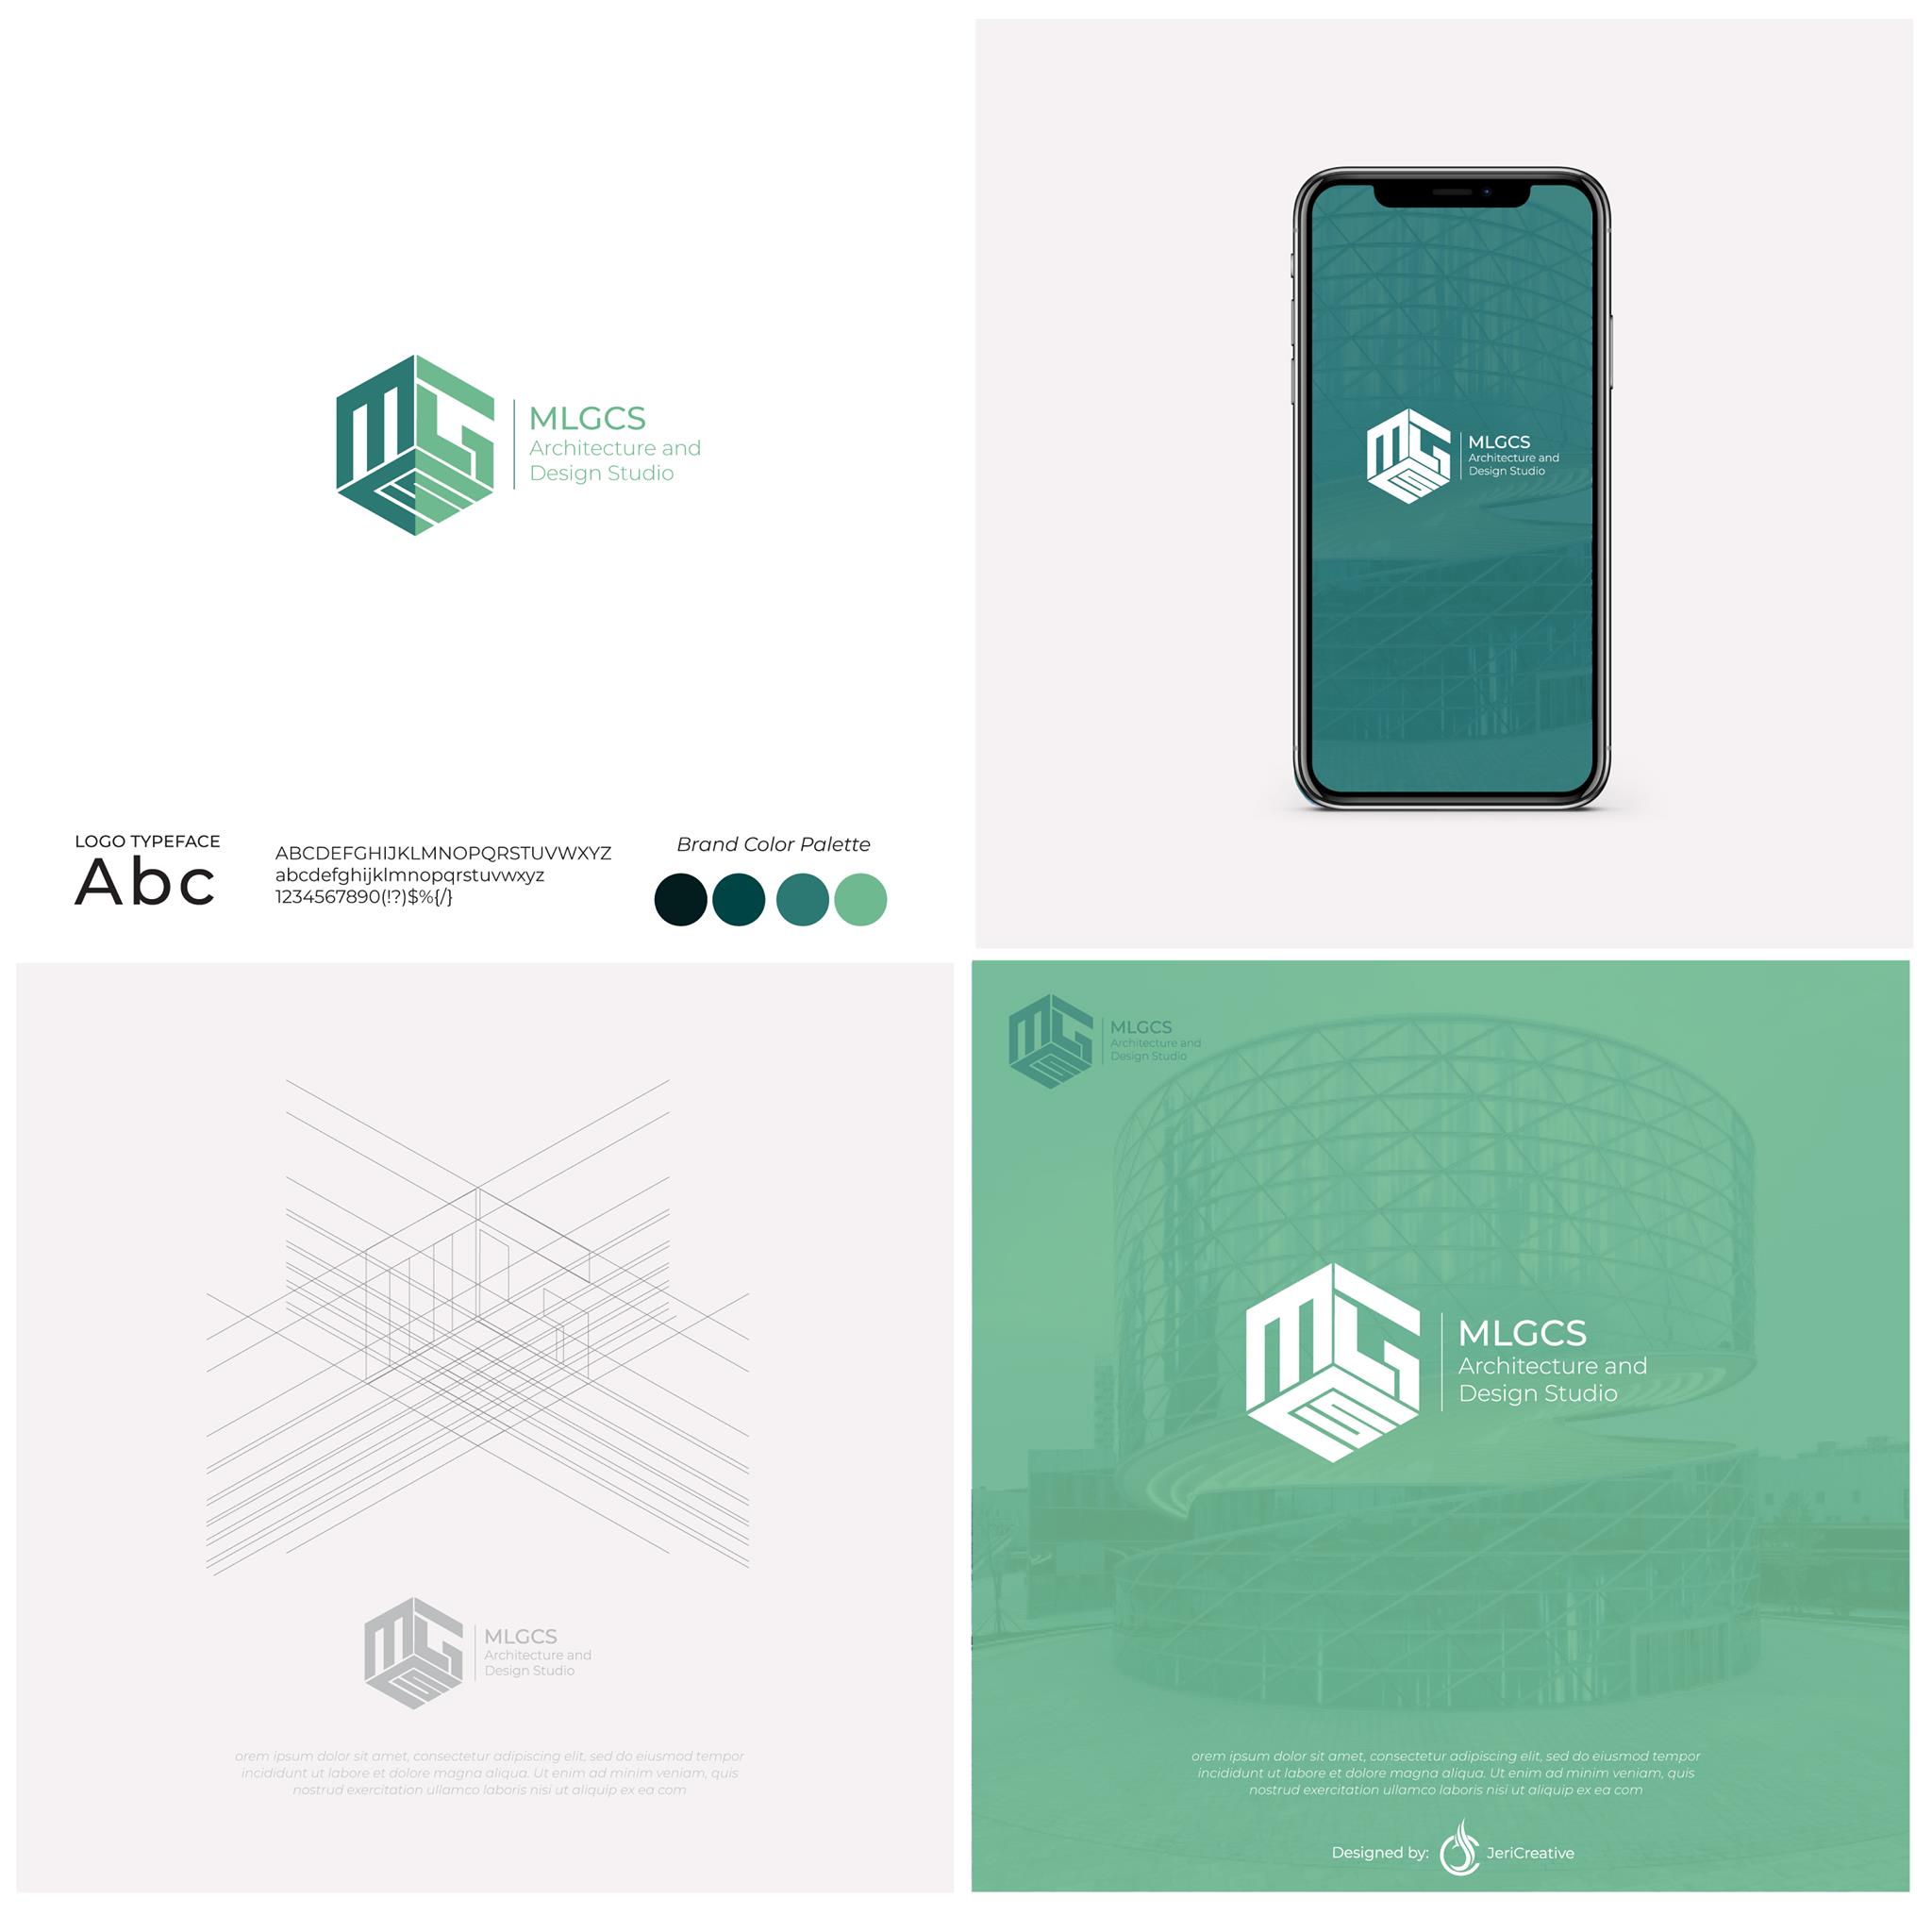 MLGCS
Architecture and
Design Studio
LOGO TYPEFACE
Abc
ABCDEFGHIJKLMNOPQRSTUVWXYZ
abcdefghijklmnopqrstuvwxyz
1234567890(!?)$%{/}
Brand Color Palette
MLGCS
Architecture and
Design Studio
MLGCS
Architecture and
Design Studio
orem ipsum dolor sit amet, consectetur adipiscing elit, sed do eiusmod tempor
incididunt ut labore et dolore magna aliqua. Ut enim ad minim veniam, quis
nostrud exercitation ullamco laboris nisi ut aliquip ex ea com
MLGCS
Architecture and
Design Studio
MLGCS
Architecture and
Design Studio
orem ipsum dolor sit amet, consectetur adipiscing elit, sed do eiusmod tempor
incididunt ut labore et dolore magna aliqua. Ut enim ad minim veniam, quis
nostrud exercitation ullamco laboris nisi ut aliquip ex ea com
Designed by: JeriCreative